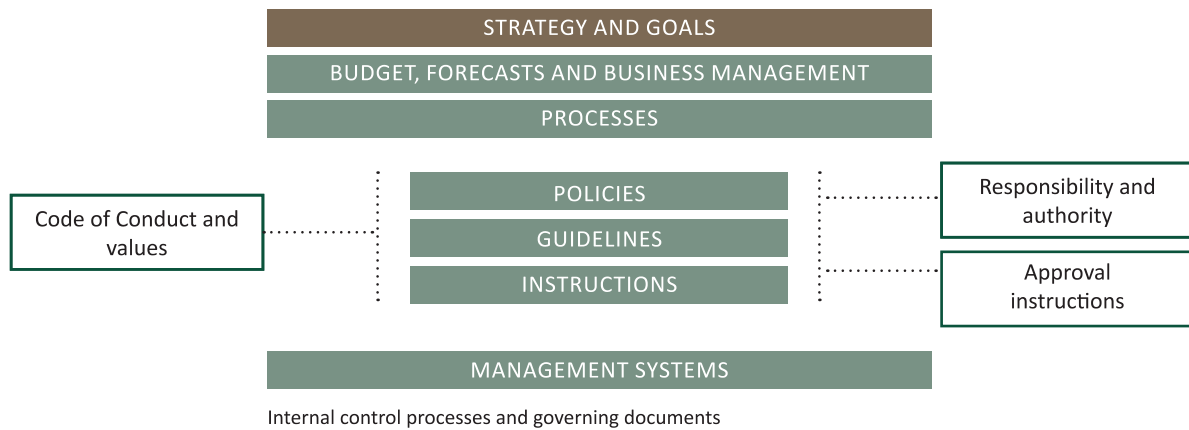 STRATEGY AND GOALS
BUDGET, FORECASTS AND BUSINESS MANAGEMENT
PROCESSES
Code of Conduct and
values
POLICIES
GUIDELINES
INSTRUCTIONS
Responsibility and
authority
Approval
instructions
MANAGEMENT SYSTEMS
Internal control processes and governing documents